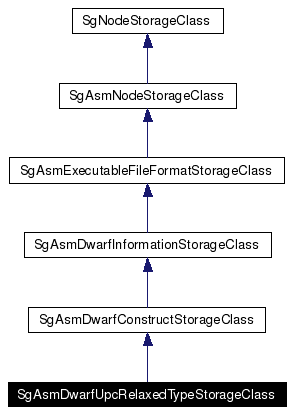 SgNodeStorageClass
SgAsmNodeStorageClass
SgAsmExecutableFileFormatStorageClass
SgAsmDwarfInformationStorageClass
SgAsmDwarfConstructStorageClass
SgAsmDwarfUpcRelaxedTypeStorageClass